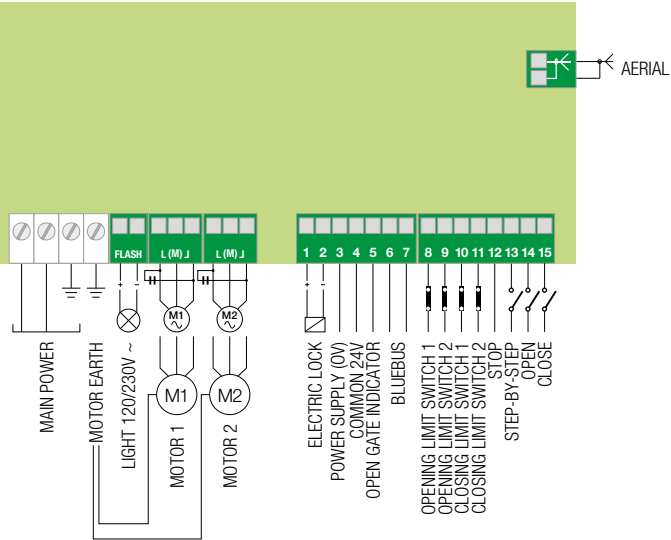 AERIAL
FLASH
L (M) ⅃
L (M) ⅃
1 2 3 4 5 6 7
8 9 10 11 12 13 14 15
+ -
+ -
M1
~
M2
~
M1
M2
MAIN POWER
MOTOR EARTH
LIGHT 120/230V ~
MOTOR 1
MOTOR 2
ELECTRIC LOCK
POWER SUPPLY (0V)
COMMON 24V
OPEN GATE INDICATOR
BLUEBUS
OPENING LIMIT SWITCH 1
OPENING LIMIT SWITCH 2
CLOSING LIMIT SWITCH 1
CLOSING LIMIT SWITCH 2
STOP
STEP-BY-STEP
OPEN
CLOSE